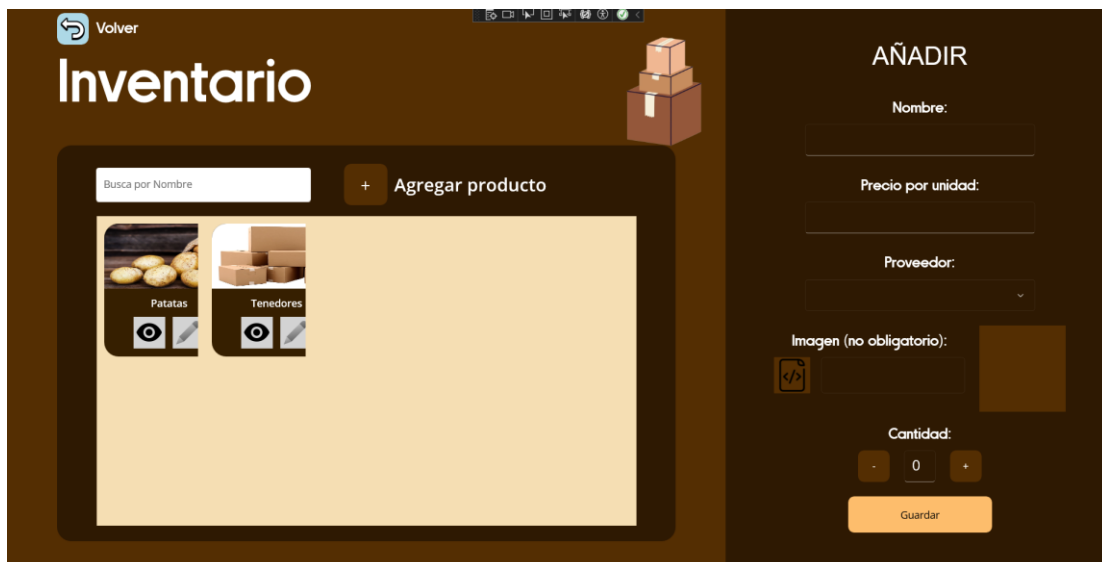 Volver
Inventario
Busca por Nombre
+ Agregar producto
Patatas
Tenedores
AÑADIR
Nombre:
Precio por unidad:
Proveedor:
Imagen (no obligatorio):
</>
Cantidad:
- 0 +
Guardar